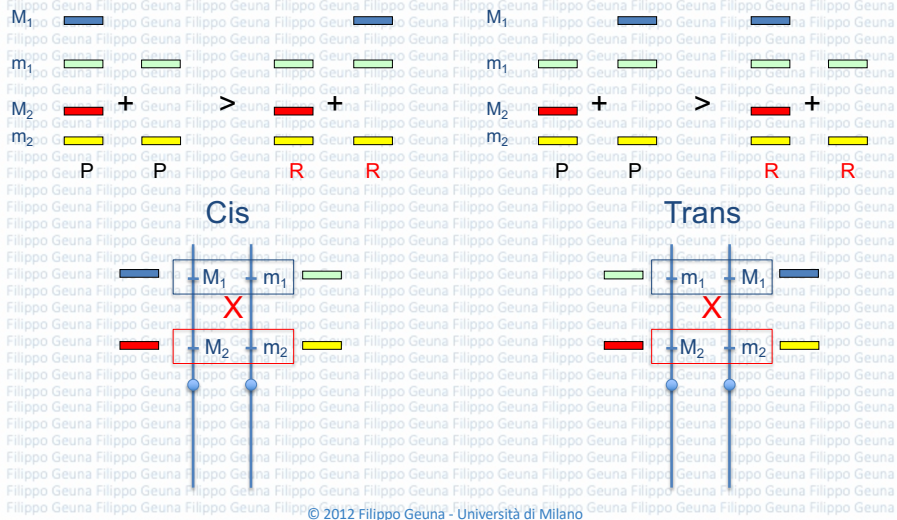 M₁ M₁
m₁ m₁
M₂ + > + M₂ + > +
m₂ m₂
P P R R P P R R
Cis Trans
M₁ m₁ m₁ M₁
X X
M₂ m₂ M₂ m₂
© 2012 Filippo Geuna - Università di Milano